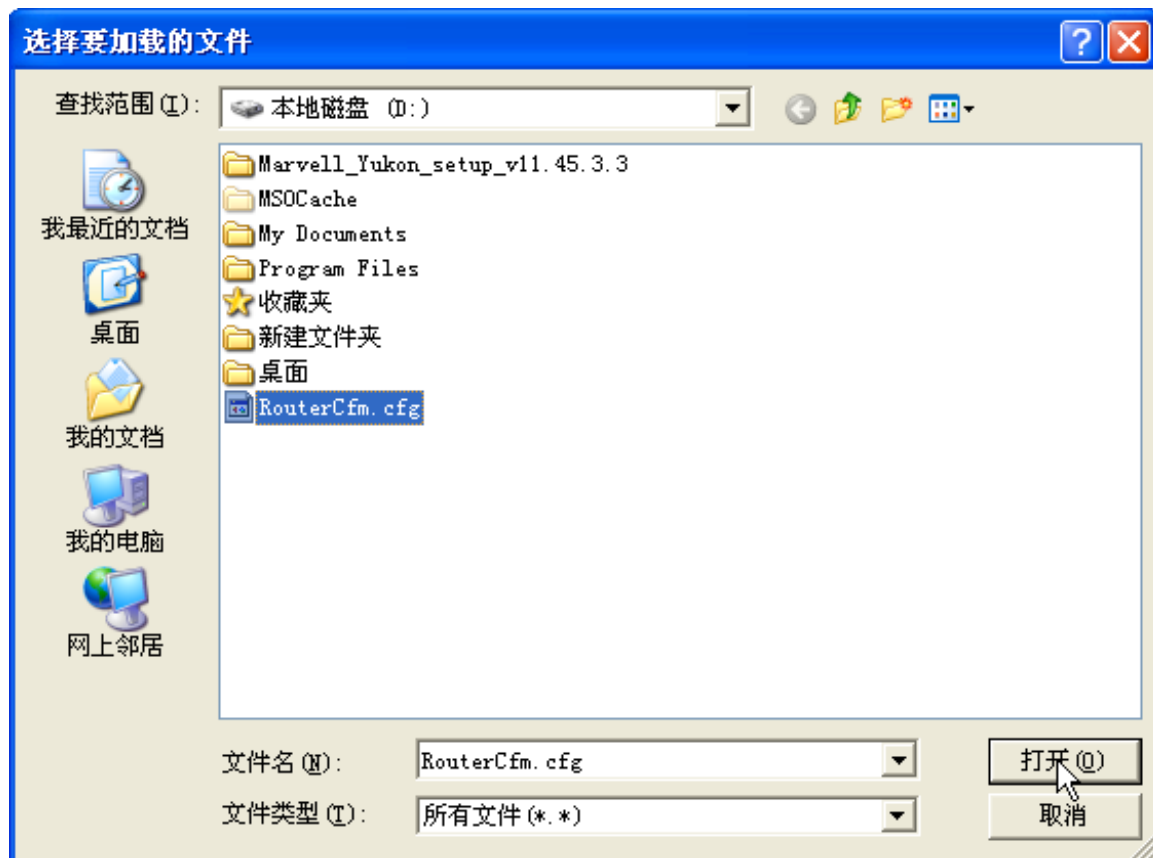 选择要加载的文件
查找范围(I):
本地磁盘 (D:)
我最近的文档
桌面
我的文档
我的电脑
网上邻居
Marvell_Yukon_setup_v11.45.3.3
MSOCache
My Documents
Program Files
收藏夹
新建文件夹
桌面
RouterCfm.cfg
文件名(N):
RouterCfm.cfg
打开(O)
文件类型(T):
所有文件(*.*)
取消